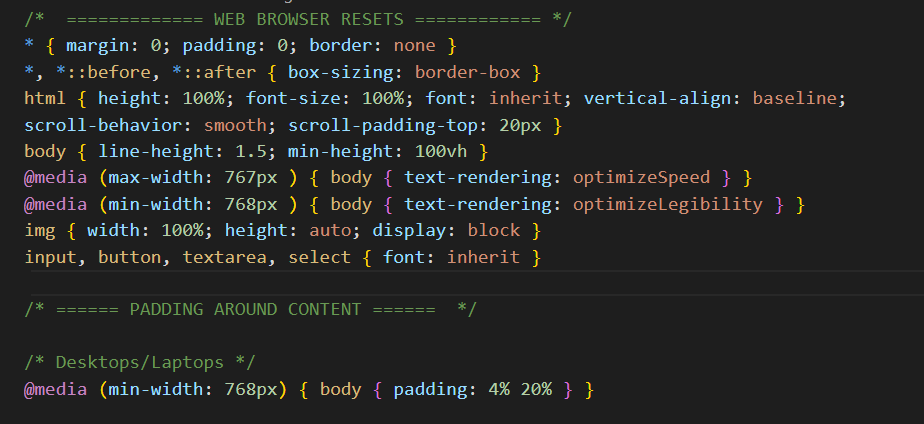 /*  ============= WEB BROWSER RESETS ============ */
* { margin: 0; padding: 0; border: none }
*, *::before, *::after { box-sizing: border-box }
html { height: 100%; font-size: 100%; font: inherit; vertical-align: baseline;
scroll-behavior: smooth; scroll-padding-top: 20px }
body { line-height: 1.5; min-height: 100vh }
@media (max-width: 767px ) { body { text-rendering: optimizeSpeed } }
@media (min-width: 768px ) { body { text-rendering: optimizeLegibility } }
img { width: 100%; height: auto; display: block }
input, button, textarea, select { font: inherit }
/* ====== PADDING AROUND CONTENT ======  */
/* Desktops/Laptops */
@media (min-width: 768px) { body { padding: 4% 20% } }